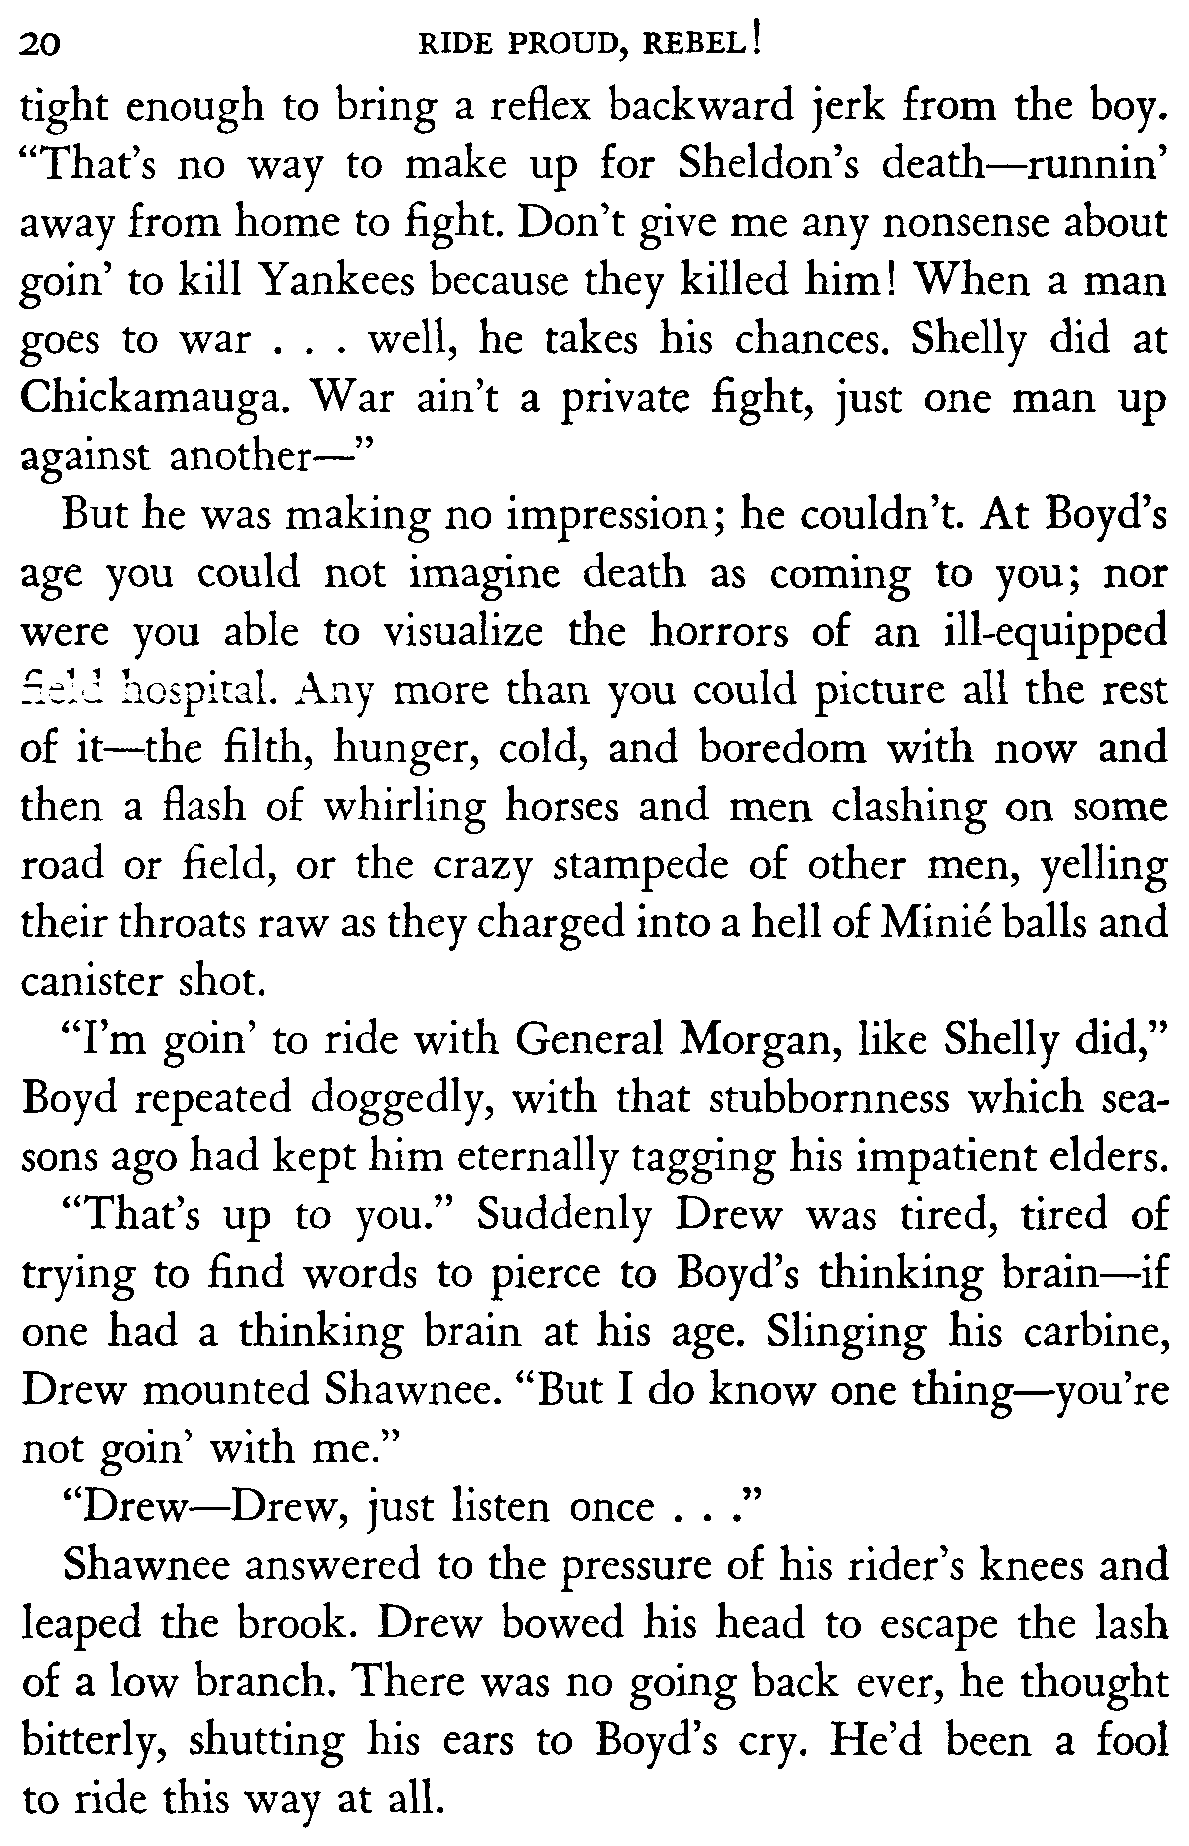 20 RIDE PROUD, REBEL!
tight enough to bring a reflex backward jerk from the boy.
“That’s no way to make up for Sheldon’s death—runnin’
away from home to fight. Don’t give me any nonsense about
goin’ to kill Yankees because they killed him! When a man
goes to war . . . well, he takes his chances. Shelly did at
Chickamauga. War ain’t a private fight, just one man up
against another—”
But he was making no impression; he couldn’t. At Boyd’s
age you could not imagine death as coming to you; nor
were you able to visualize the horrors of an ill-equipped
field hospital. Any more than you could picture all the rest
of it—the filth, hunger, cold, and boredom with now and
then a flash of whirling horses and men clashing on some
road or field, or the crazy stampede of other men, yelling
their throats raw as they charged into a hell of Minié balls and
canister shot.
“I’m goin’ to ride with General Morgan, like Shelly did,”
Boyd repeated doggedly, with that stubbornness which sea-
sons ago had kept him eternally tagging his impatient elders.
“That’s up to you.” Suddenly Drew was tired, tired of
trying to find words to pierce to Boyd’s thinking brain—if
one had a thinking brain at his age. Slinging his carbine,
Drew mounted Shawnee. “But I do know one thing—you’re
not goin’ with me.”
“Drew—Drew, just listen once . . .”
Shawnee answered to the pressure of his rider’s knees and
leaped the brook. Drew bowed his head to escape the lash
of a low branch. There was no going back ever, he thought
bitterly, shutting his ears to Boyd’s cry. He’d been a fool
to ride this way at all.